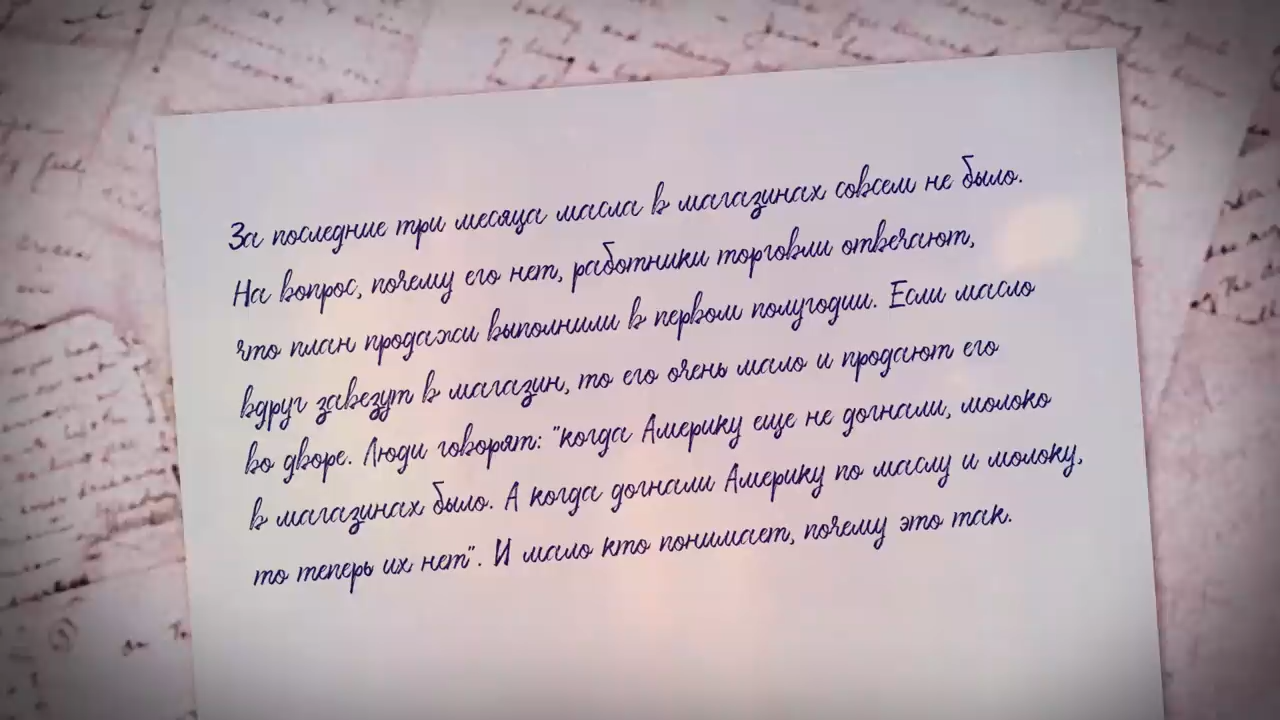 За последние три месяца масла в магазинах совсем не было.
На вопрос, почему его нет, работники торговли отвечают,
что план продажи выполнили в первом полугодии. Если масло
вдруг завезут в магазин, то его очень мало и продают его
во дворе. Люди говорят: "когда Америку еще не догнали, молоко
в магазинах было. А когда догнали Америку по маслу и молоку,
то теперь их нет". И мало кто понимает, почему это так.